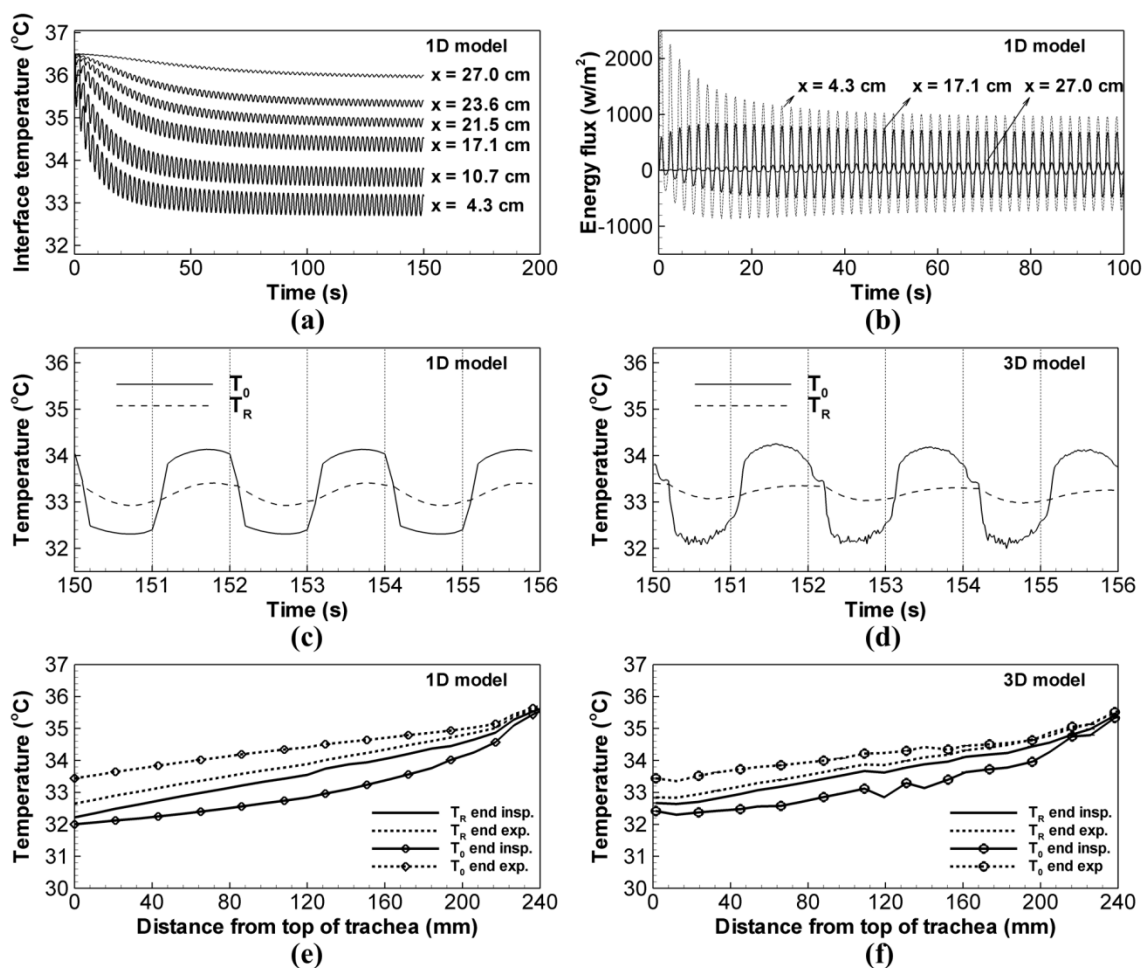 37
36
35
34
33
32
Interface temperature (°C)
1D model
x = 27.0 cm
x = 23.6 cm
x = 21.5 cm
x = 17.1 cm
x = 10.7 cm
x = 4.3 cm
0 50 100 150 200
Time (s)
(a)
2000
1000
0
-1000
Energy flux (w/m²)
1D model
x = 4.3 cm
x = 17.1 cm
x = 27.0 cm
0 20 40 60 80 100
Time (s)
(b)
36
35
34
33
32
Temperature (°C)
1D model
T₀
T_R
150 151 152 153 154 155 156
Time (s)
(c)
36
35
34
33
32
Temperature (°C)
3D model
T₀
T_R
150 151 152 153 154 155 156
Time (s)
(d)
37
36
35
34
33
32
31
30
Temperature (°C)
1D model
T_R end insp.
T_R end exp.
T₀ end insp.
T₀ end exp.
0 40 80 120 160 200 240
Distance from top of trachea (mm)
(e)
37
36
35
34
33
32
31
30
Temperature (°C)
3D model
T_R end insp.
T_R end exp.
T₀ end insp.
T₀ end exp
0 40 80 120 160 200 240
Distance from top of trachea (mm)
(f)